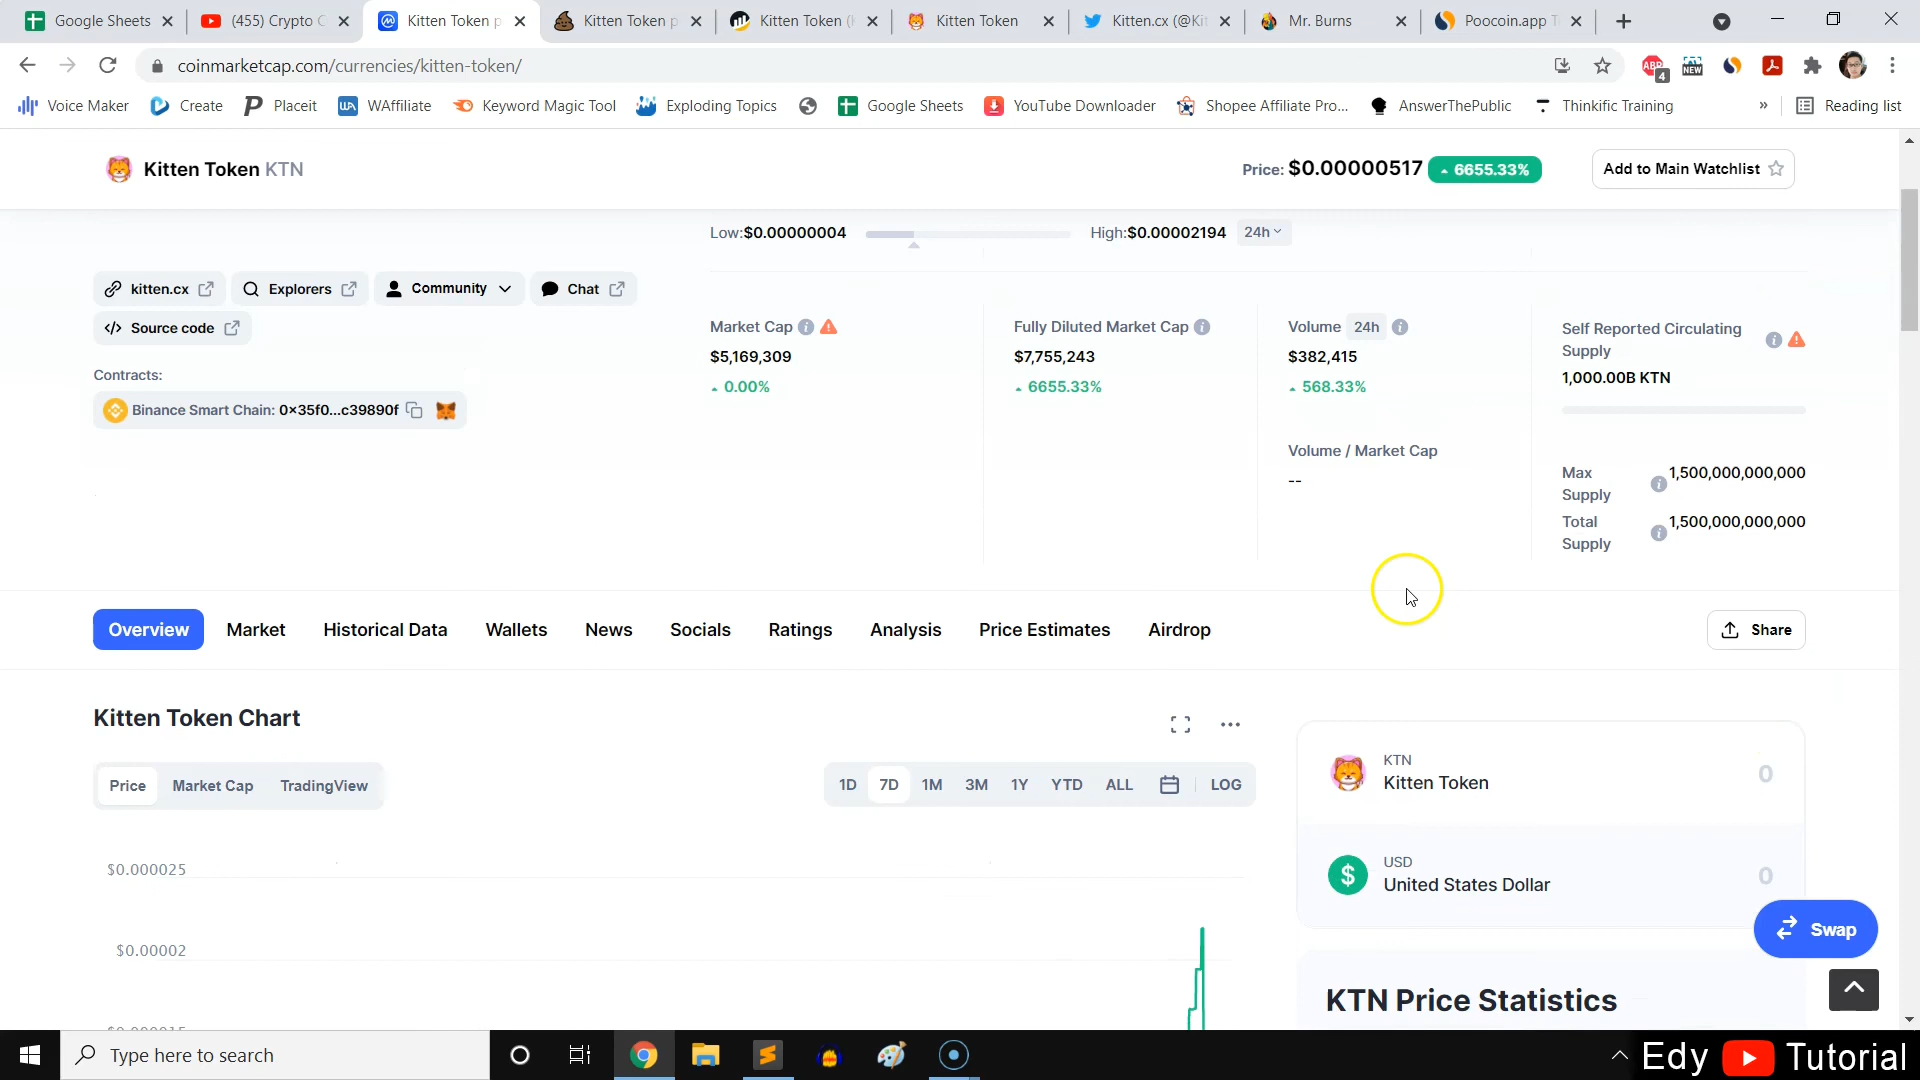 Google Sheets
(455) Crypto C
Kitten Token p
Kitten Token p
Kitten Token (
Kitten Token
Kitten.cx (@Kit
Mr. Burns
Poocoin.app T
coinmarketcap.com/currencies/kitten-token/
ABP
4
NEW
Voice Maker
Create
Placeit
WAffiliate
Keyword Magic Tool
Exploding Topics
Google Sheets
YouTube Downloader
Shopee Affiliate Pro...
AnswerThePublic
Thinkific Training
»
Reading list
Kitten Token KTN
Price: $0.00000517
6655.33%
Add to Main Watchlist
Low:$0.00000004
High:$0.00002194
24h
kitten.cx
Explorers
Community
Chat
Source code
Contracts:
Binance Smart Chain: 0x35f0...c39890f
Market Cap
$5,169,309
0.00%
Fully Diluted Market Cap
$7,755,243
6655.33%
Volume 24h
$382,415
568.33%
Volume / Market Cap
--
Self Reported Circulating
Supply
1,000.00B KTN
Max
Supply
1,500,000,000,000
Total
Supply
1,500,000,000,000
Overview
Market
Historical Data
Wallets
News
Socials
Ratings
Analysis
Price Estimates
Airdrop
Share
Kitten Token Chart
Price
Market Cap
TradingView
1D
7D
1M
3M
1Y
YTD
ALL
LOG
$0.000025
$0.00002
$0.000015
KTN
Kitten Token
0
USD
United States Dollar
0
Swap
KTN Price Statistics
Type here to search
Edy
Tutorial